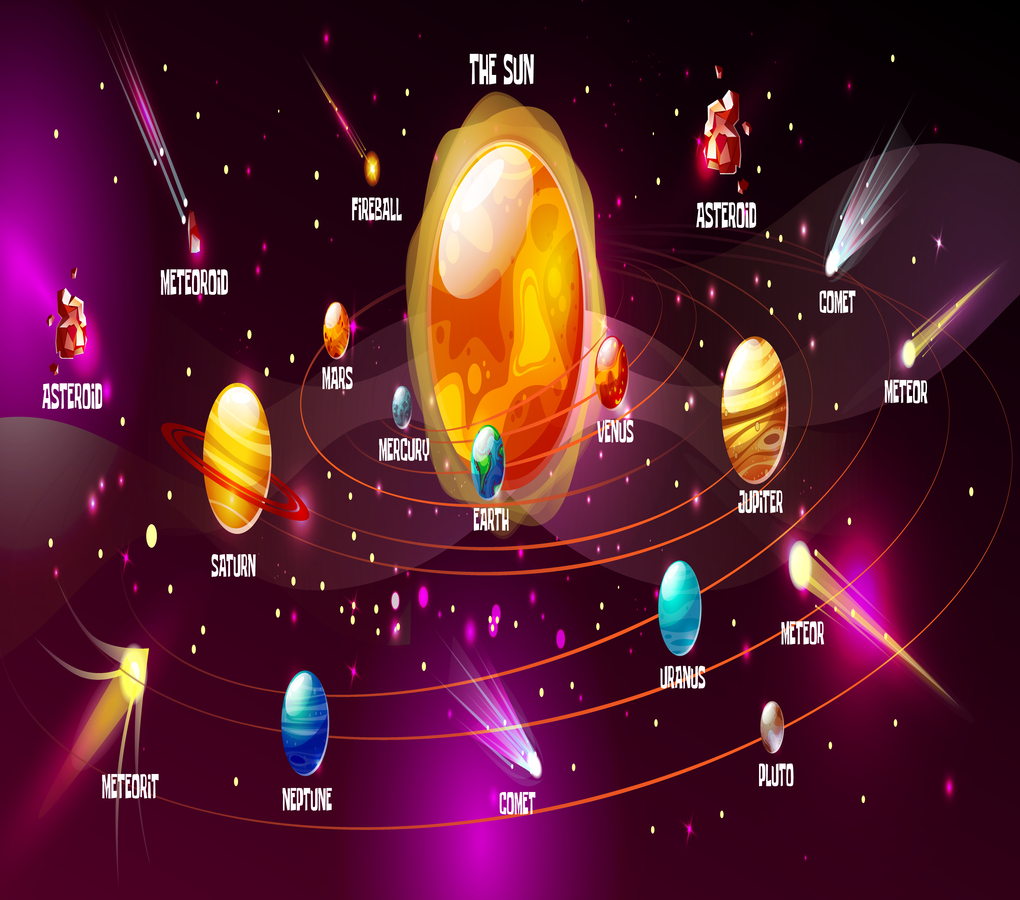 THE SUN
FIREBALL
ASTEROID
METEOROID
COMET
MARS
ASTEROID
METEOR
MERCURY
VENUS
JUPITER
EARTH
SATURN
METEOR
URANUS
PLUTO
METEORIT
NEPTUNE
COMET